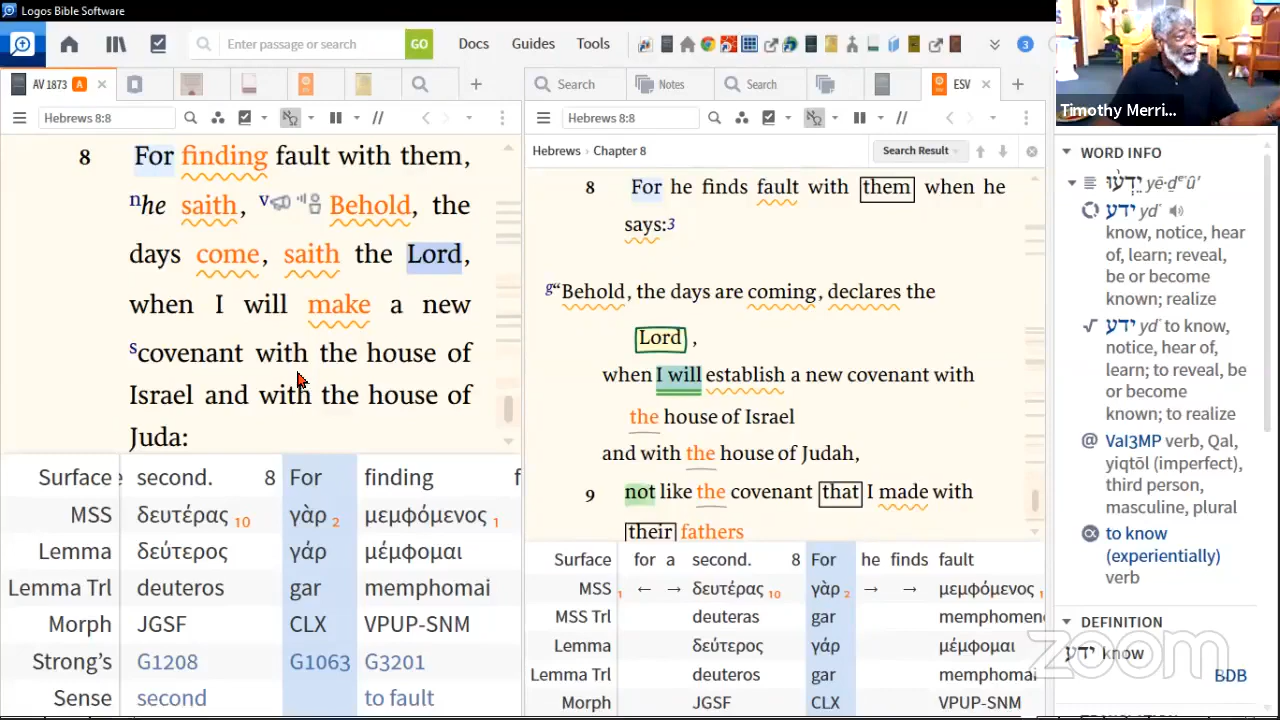 Logos Bible Software
Enter passage or search
GO
Docs
Guides
Tools
3
AV 1873 A
Search
Notes
Search
ESV
Hebrews 8:8
Hebrews 8:8
8 For finding fault with them,
n he saith, v Behold, the
days come, saith the Lord,
when I will make a new
s covenant with the house of
Israel and with the house of
Juda:
Surface second. 8 For finding
MSS δευτέρας 10 γὰρ 2 μεμφόμενος 1
Lemma δεύτερος γάρ μέμφομαι
Lemma Trl deuteros gar memphomai
Morph JGSF CLX VPUP-SNM
Strong's G1208 G1063 G3201
Sense second to fault
Hebrews › Chapter 8
Search Result
8 For he finds fault with them when he
says:3
g “Behold, the days are coming, declares the
Lord ,
when I will establish a new covenant with
the house of Israel
and with the house of Judah,
9 not like the covenant that I made with
their fathers
Surface for a second. 8 For he finds fault
MSS 1 ← → δευτέρας 10 γὰρ 2 → → μεμφόμενος 1
MSS Trl deuteras gar
Lemma δεύτερος γάρ μέμφομαι
Lemma Trl deuteros gar memphomai
Morph JGSF CLX VPUP-SNM
Timothy Merri...
WORD INFO
יֵדְע֔וּ yē·ḏᵉʿû’
ידע yd‘
know, notice, hear
of, learn; reveal,
be or become
known; realize
√ ידע yd‘ to know,
notice, hear of,
learn; to reveal, be
or become
known; to realize
@ VaI3MP verb, Qal,
yiqtōl (imperfect),
third person,
masculine, plural
to know
(experientially)
verb
DEFINITION
ידע know
BDB
zoom